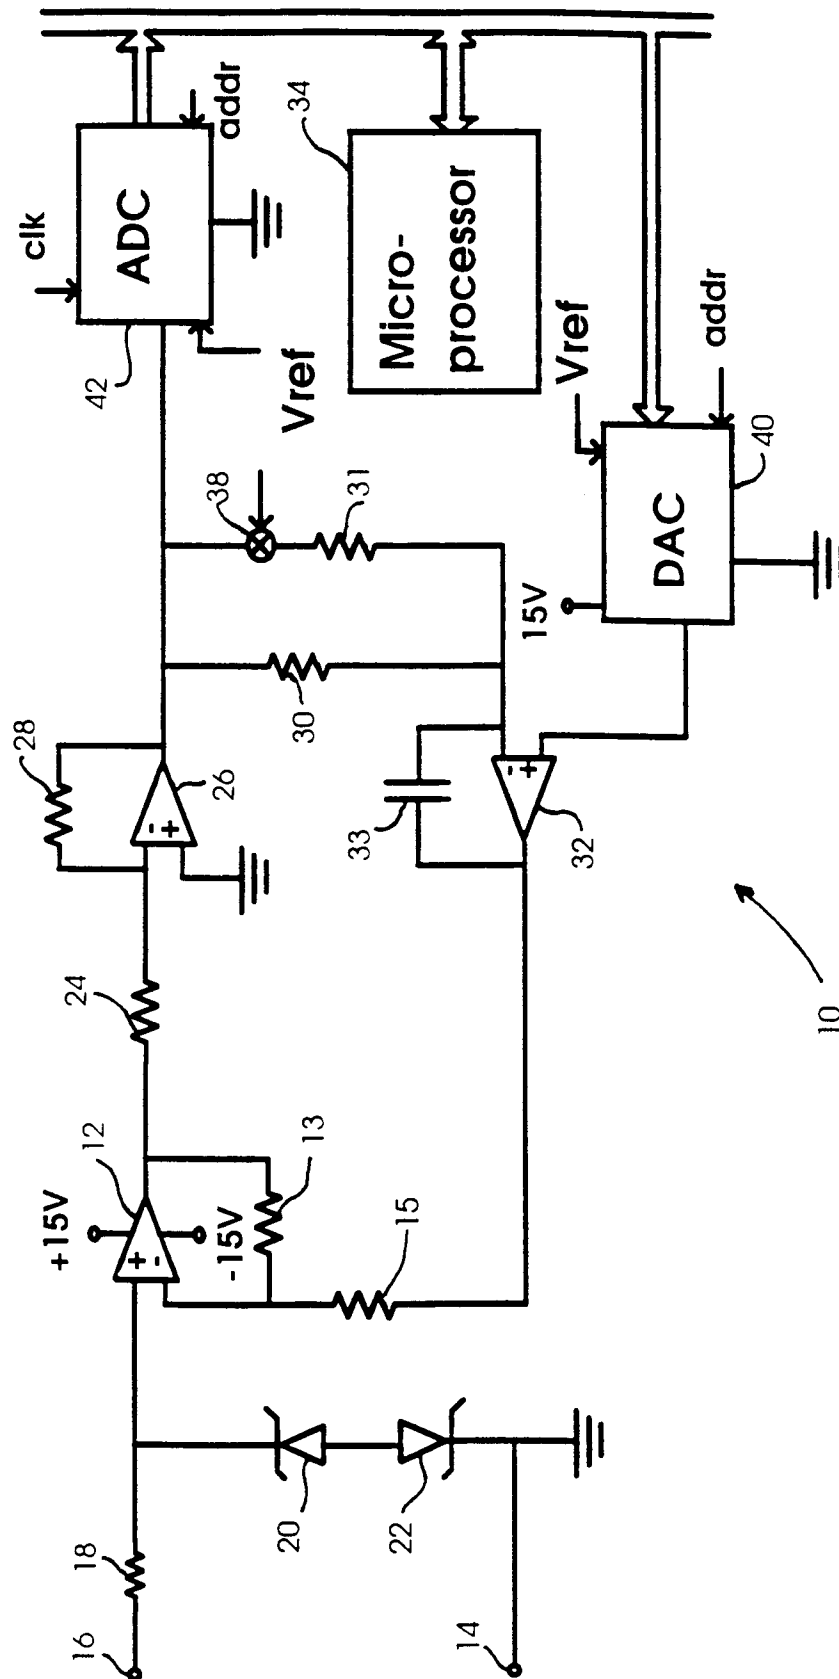 16
18
20
22
14
+15V
12
-15V
13
15
24
28
-
+
26
+
-
33
30
32
-
+
38
31
clk
42
ADC
addr
Vref
34
Micro-
processor
15V
Vref
DAC
addr
40
10